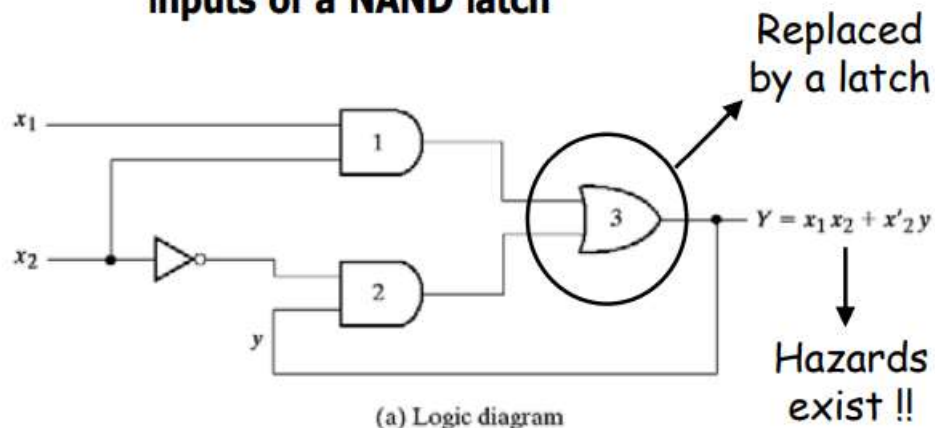 inputs of a NAND latch
Replaced
by a latch
x1
1
3
Y = x1 x2 + x'2 y
x2
2
y
Hazards
exist !!
(a) Logic diagram